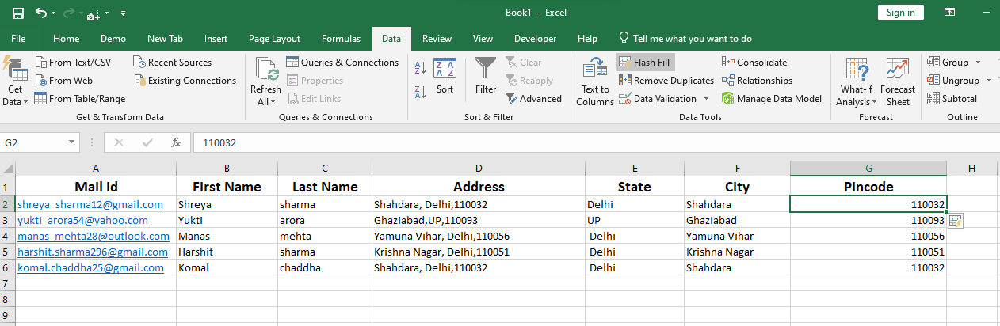 Book1 - Excel
Sign in
File Home Demo New Tab Insert Page Layout Formulas Data Review View Developer Help Tell me what you want to do
Get Data
From Text/CSV
From Web
From Table/Range
Recent Sources
Existing Connections
Get & Transform Data
Refresh All
Queries & Connections
Properties
Edit Links
Queries & Connections
A Z
Z A
Z A A Z
Sort
Filter
Clear
Reapply
Advanced
Sort & Filter
Text to Columns
Flash Fill
Remove Duplicates
Data Validation
Consolidate
Relationships
Manage Data Model
Data Tools
What-If Analysis
Forecast Sheet
Forecast
Group
Ungroup
Subtotal
Outline
G2 fx 110032
A B C D E F G H
1 Mail Id First Name Last Name Address State City Pincode
2 shreya_sharma12@gmail.com Shreya sharma Shahdara, Delhi,110032 Delhi Shahdara 110032
3 yukti_arora54@yahoo.com Yukti arora Ghaziabad,UP,110093 UP Ghaziabad 110093
4 manas_mehta28@outlook.com Manas mehta Yamuna Vihar, Delhi,110056 Delhi Yamuna Vihar 110056
5 harshit.sharma296@gmail.com Harshit sharma Krishna Nagar, Delhi,110051 Delhi Krishna Nagar 110051
6 komal.chaddha25@gmail.com Komal chaddha Shahdara, Delhi,110032 Delhi Shahdara 110032
7
8
9